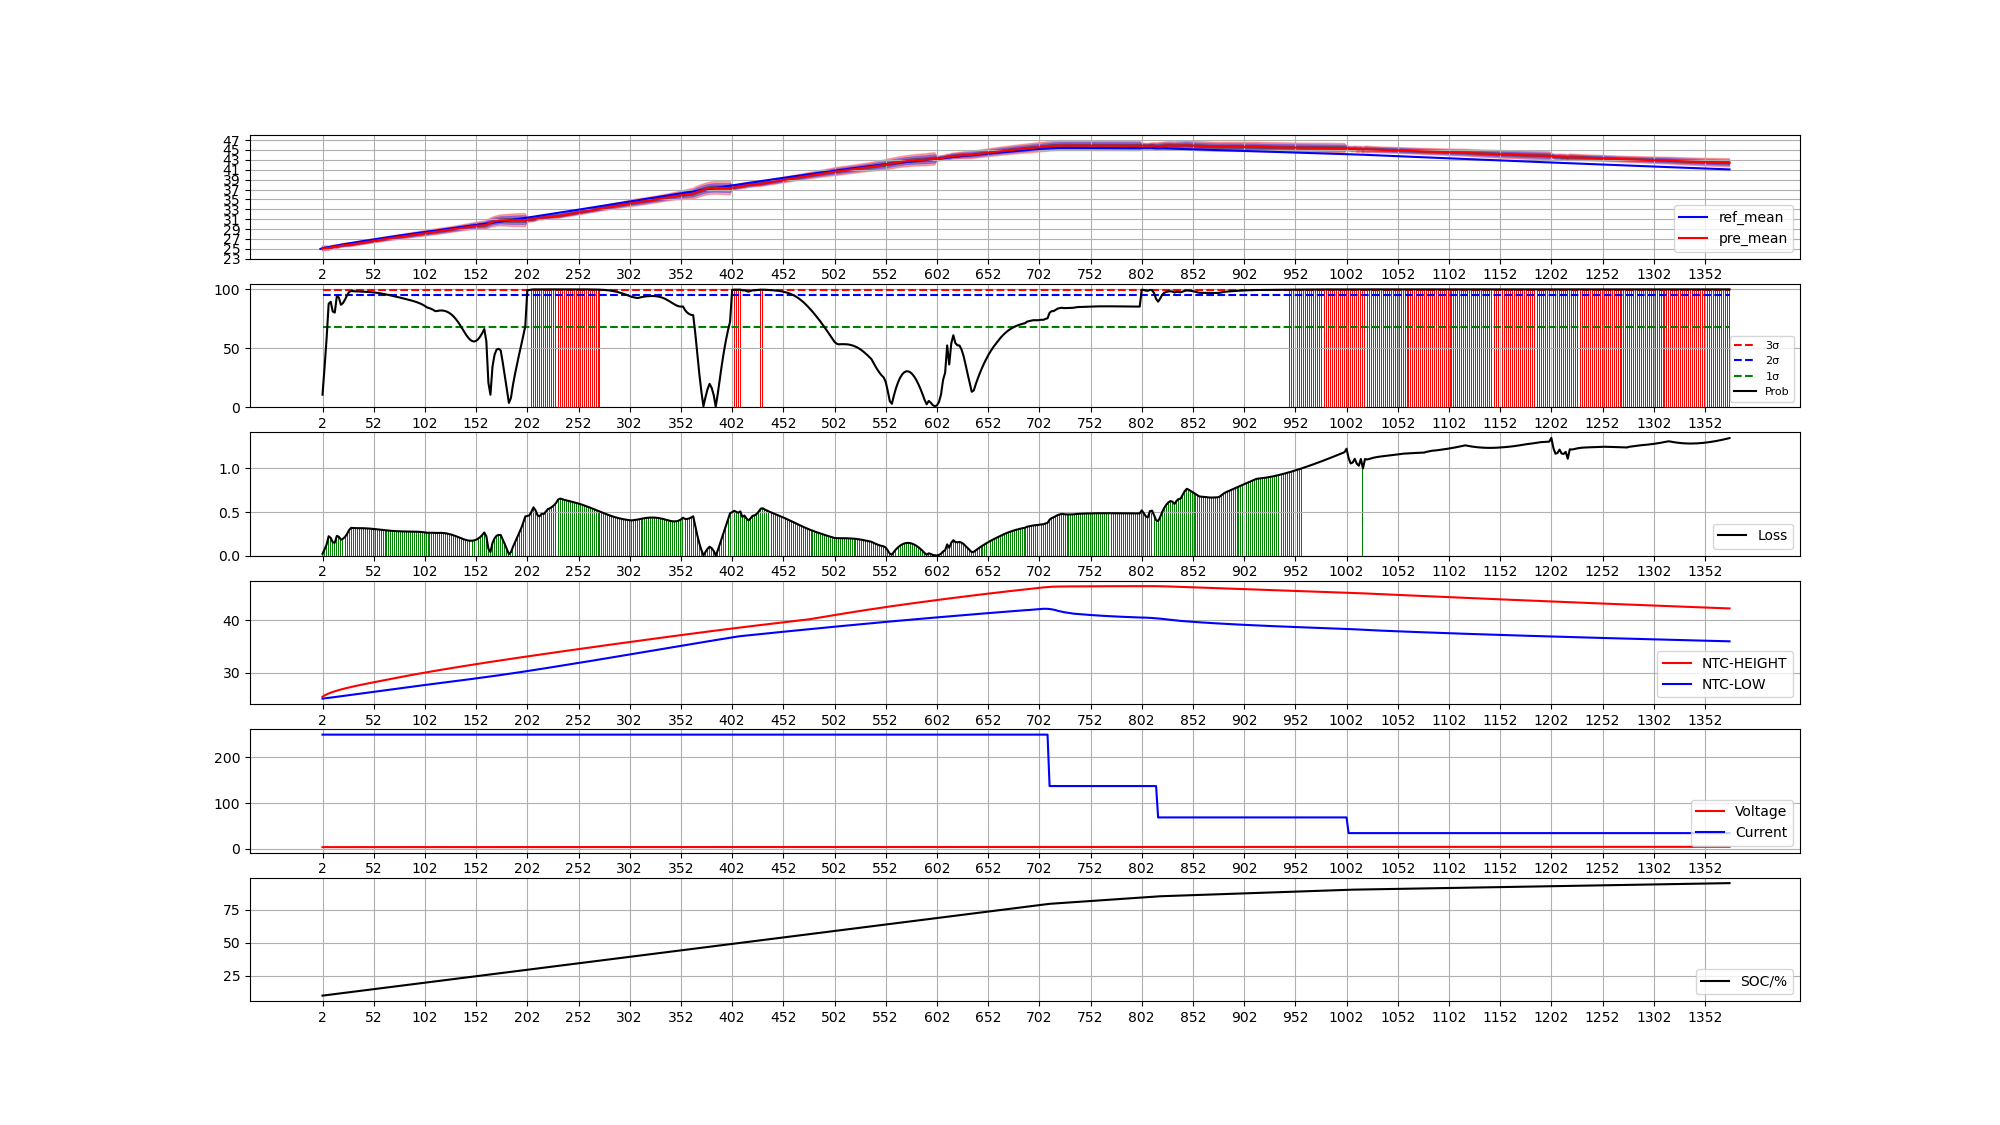 47
45
43
41
39
37
35
33
31
29
27
25
23
ref_mean
pre_mean
2 52 102 152 202 252 302 352 402 452 502 552 602 652 702 752 802 852 902 952 1002 1052 1102 1152 1202 1252 1302 1352
100
50
0
3σ
2σ
1σ
Prob
2 52 102 152 202 252 302 352 402 452 502 552 602 652 702 752 802 852 902 952 1002 1052 1102 1152 1202 1252 1302 1352
1.0
0.5
0.0
Loss
2 52 102 152 202 252 302 352 402 452 502 552 602 652 702 752 802 852 902 952 1002 1052 1102 1152 1202 1252 1302 1352
40
30
NTC-HEIGHT
NTC-LOW
2 52 102 152 202 252 302 352 402 452 502 552 602 652 702 752 802 852 902 952 1002 1052 1102 1152 1202 1252 1302 1352
200
100
0
Voltage
Current
2 52 102 152 202 252 302 352 402 452 502 552 602 652 702 752 802 852 902 952 1002 1052 1102 1152 1202 1252 1302 1352
75
50
25
SOC/%
2 52 102 152 202 252 302 352 402 452 502 552 602 652 702 752 802 852 902 952 1002 1052 1102 1152 1202 1252 1302 1352